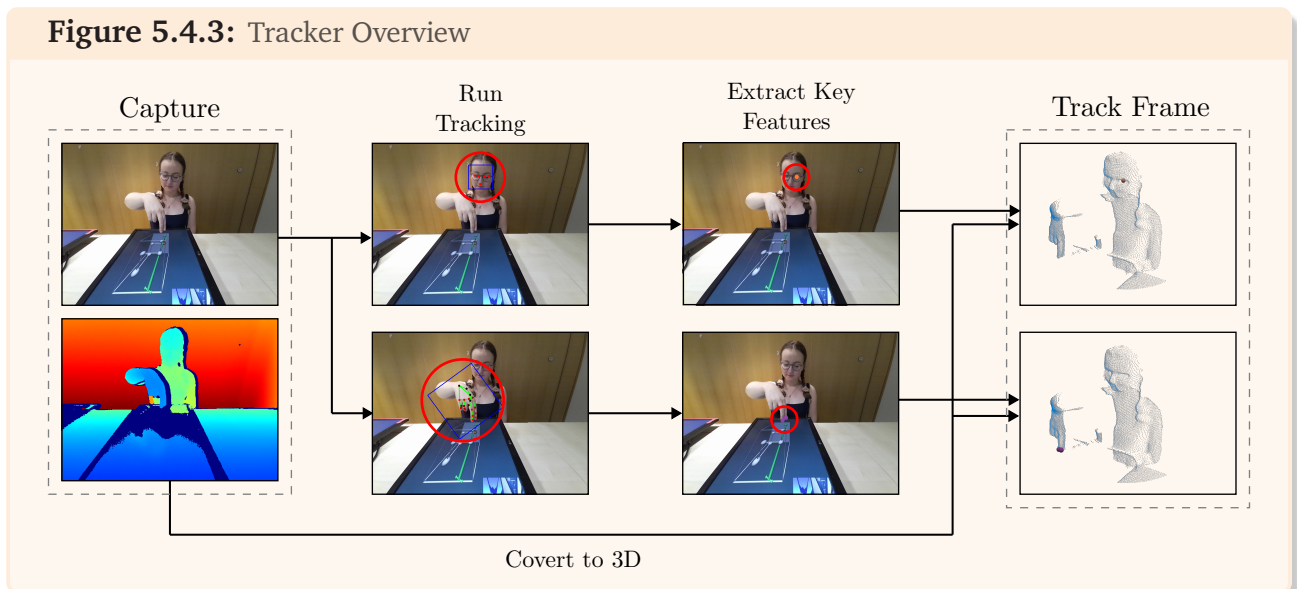 Figure 5.4.3: Tracker Overview
Capture
Run
Tracking
Extract Key
Features
Track Frame
Covert to 3D